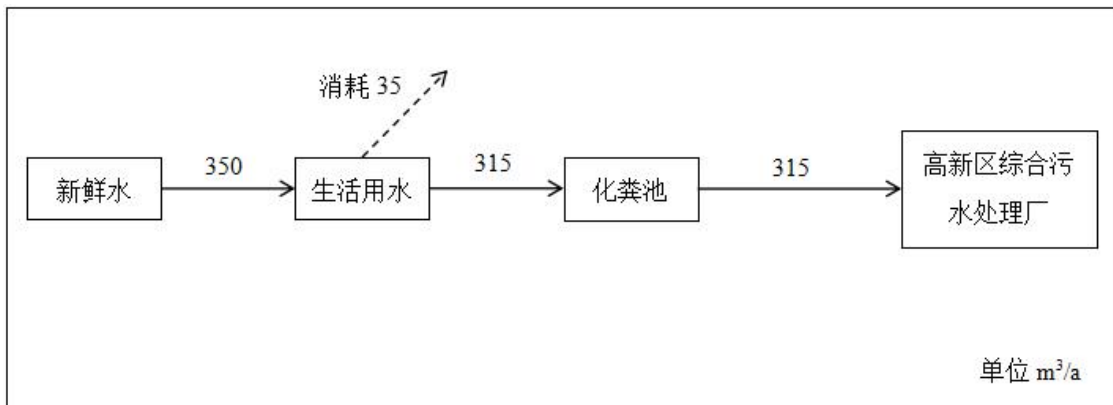 消耗 35
350
315
315
新鲜水
生活用水
化粪池
高新区综合污
水处理厂
单位 m³/a